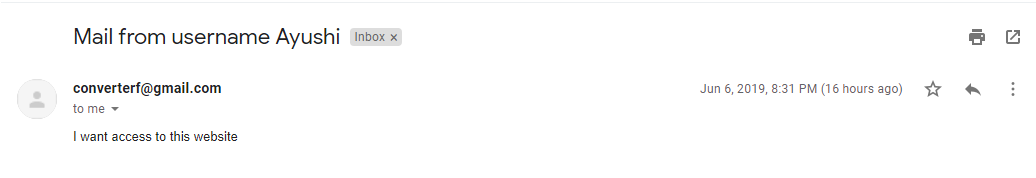 Mail from username Ayushi Inbox x
converterf@gmail.com Jun 6, 2019, 8:31 PM (16 hours ago)
to me
I want access to this website